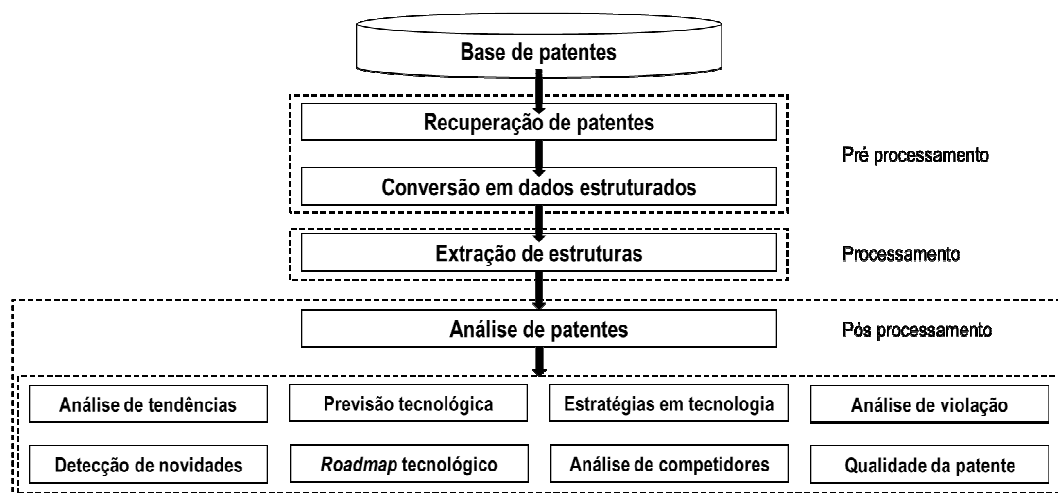 Base de patentes
Recuperação de patentes
Pré processamento
Conversão em dados estruturados
Extração de estruturas
Processamento
Análise de patentes
Pós processamento
Análise de tendências
Previsão tecnológica
Estratégias em tecnologia
Análise de violação
Detecção de novidades
Roadmap tecnológico
Análise de competidores
Qualidade da patente